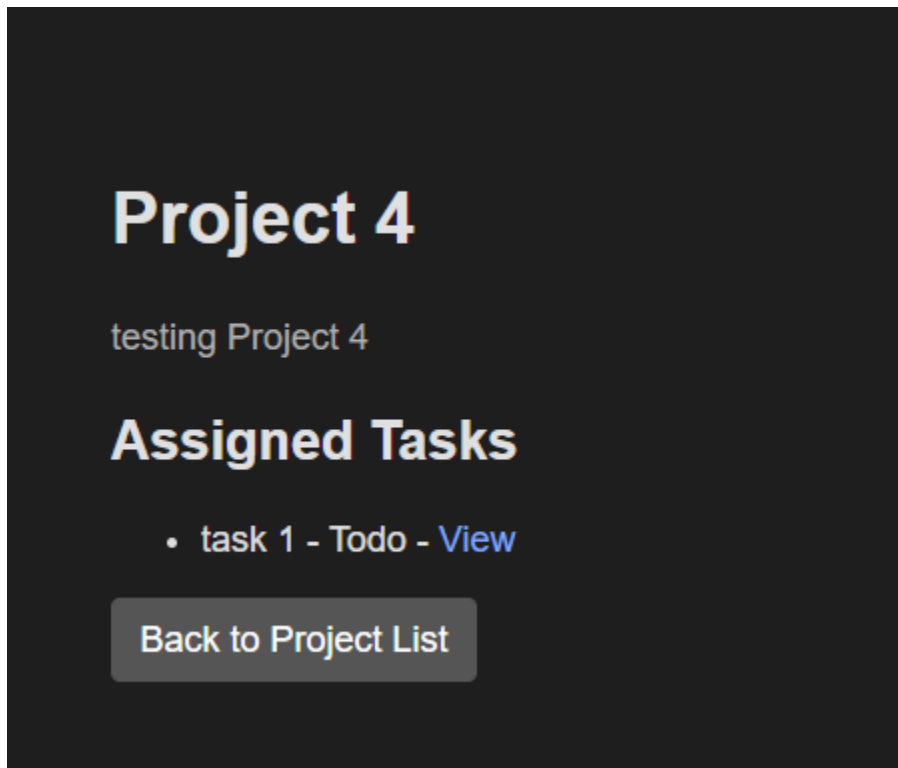 Project 4
testing Project 4
Assigned Tasks
• task 1 - Todo - View
Back to Project List